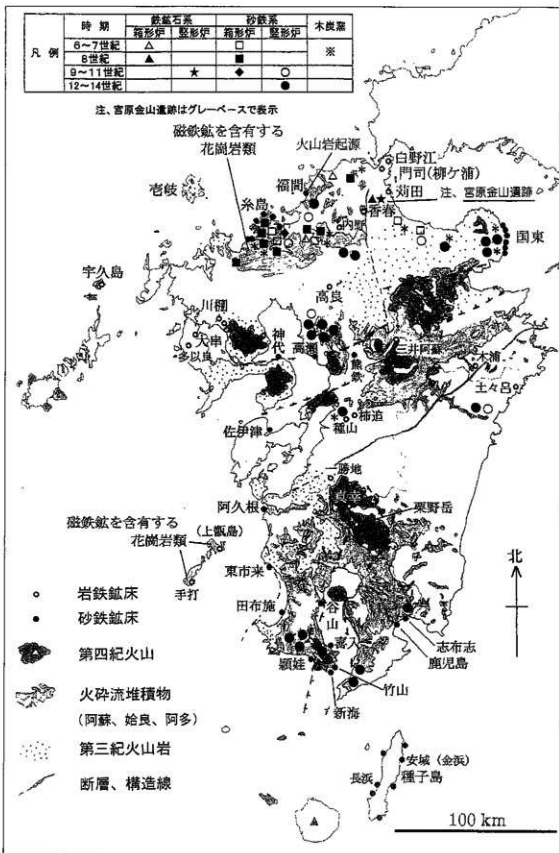 凡例 時期 鉄鉱石系 砂鉄系 木炭窯
箱形炉 竪形炉 箱形炉 竪形炉
6～7世紀 △ □ ※
8世紀 ▲ ■
9～11世紀 ★ ◆ ○
12～14世紀 ●
注、宮原金山遺跡はグレーベースで表示
磁鉄鉱を含有する
花崗岩類
火山岩起源
白野江
門司(柳ケ浦)
苅田
注、宮原金山遺跡
福間
香春
壱岐
糸島
内野
国東
宇久島
高良
川棚
大串
多以良
神代
高瀬
三井阿蘇
木浦
熊鉄
土々呂
柿迫
種山
佐伊津
一勝地
真幸
栗野岳
阿久根
磁鉄鉱を含有する
花崗岩類
(上甑島)
手打
東市来
北
田布施
谷山
喜入
志布志
鹿児島
頴娃
竹山
新海
安城（金浜）
長浜
種子島
100 km
○ 岩鉄鉱床
● 砂鉄鉱床
第四紀火山
火砕流堆積物
(阿蘇、姶良、阿多)
第三紀火山岩
断層、構造線